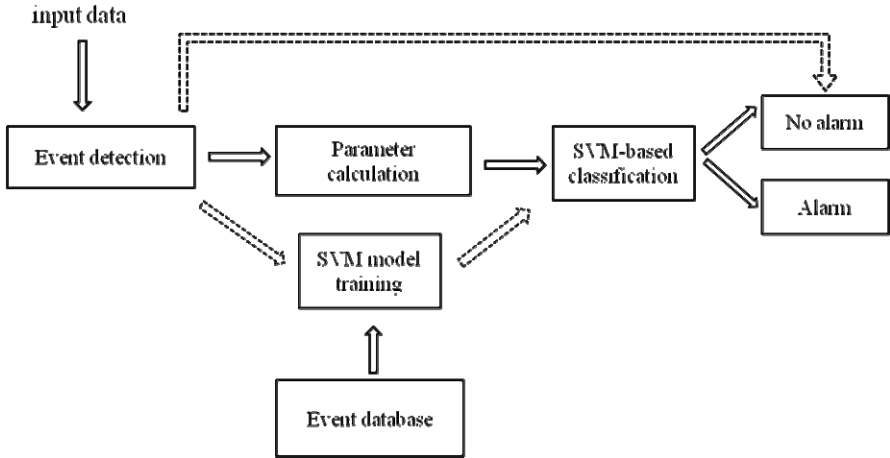 input data
Event detection
Parameter
calculation
SVM-based
classification
No alarm
Alarm
SVM model
training
Event database